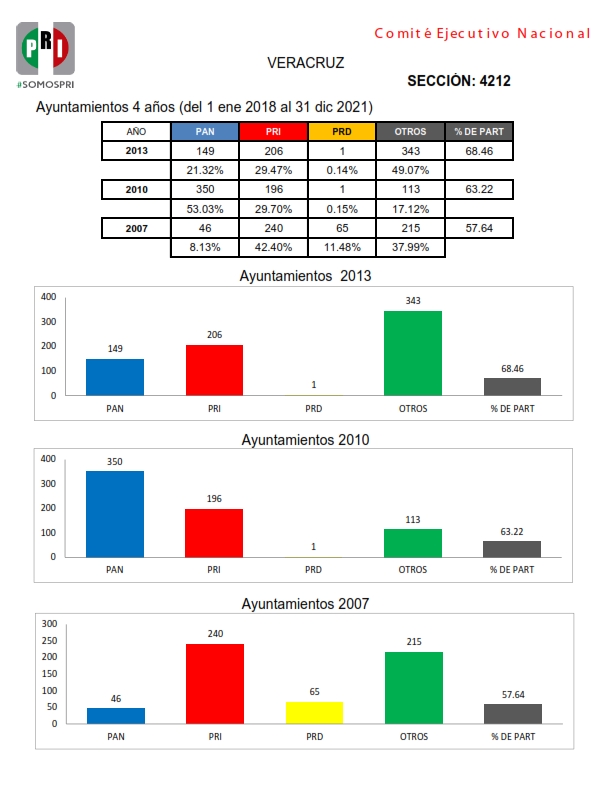 Comité Ejecutivo Nacional
PRI
#SOMOSPRI
VERACRUZ
SECCIÓN: 4212
Ayuntamientos 4 años (del 1 ene 2018 al 31 dic 2021)
AÑO PAN PRI PRD OTROS % DE PART
2013 149 206 1 343 68.46
21.32% 29.47% 0.14% 49.07%
2010 350 196 1 113 63.22
53.03% 29.70% 0.15% 17.12%
2007 46 240 65 215 57.64
8.13% 42.40% 11.48% 37.99%
Ayuntamientos 2013
400
300
200
100
0
149 206 1 343 68.46
PAN PRI PRD OTROS % DE PART
Ayuntamientos 2010
400
300
200
100
0
350 196 1 113 63.22
PAN PRI PRD OTROS % DE PART
Ayuntamientos 2007
300
250
200
150
100
50
0
46 240 65 215 57.64
PAN PRI PRD OTROS % DE PART